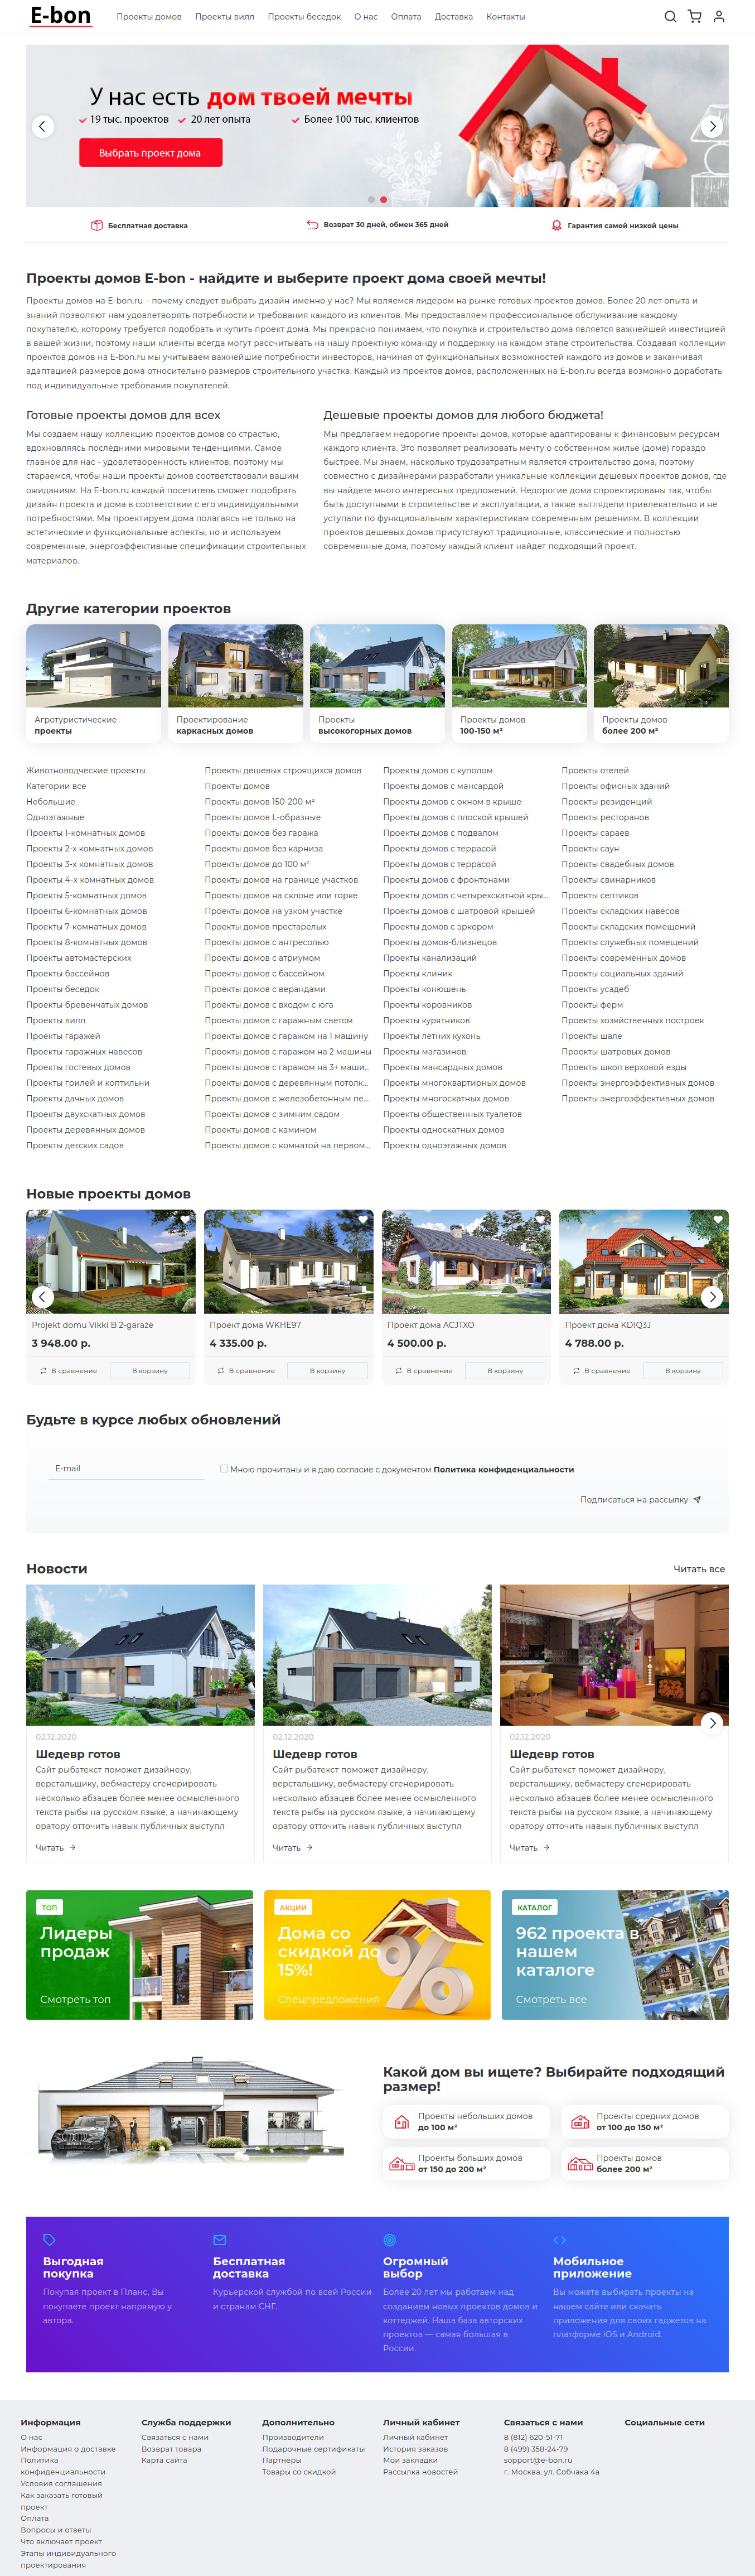 E-bon
Проекты домов Проекты вилл Проекты беседок О нас Оплата Доставка Контакты
У нас есть дом твоей мечты
19 тыс. проектов 20 лет опыта Более 100 тыс. клиентов
Выбрать проект дома
Бесплатная доставка
Возврат 30 дней, обмен 365 дней
Гарантия самой низкой цены
Проекты домов E-bon - найдите и выберите проект дома своей мечты!
Проекты домов на E-bon.ru – почему следует выбрать дизайн именно у нас? Мы являемся лидером на рынке готовых проектов домов. Более 20 лет опыта и
знаний позволяют нам удовлетворять потребности и требования каждого из клиентов. Мы предоставляем профессиональное обслуживание каждому
покупателю, которому требуется подобрать и купить проект дома. Мы прекрасно понимаем, что покупка и строительство дома является важнейшей инвестицией
в вашей жизни, поэтому наши клиенты всегда могут рассчитывать на нашу проектную команду и поддержку на каждом этапе строительства. Создавая коллекции
проектов домов на E-bon.ru мы учитываем важнейшие потребности инвесторов, начиная от функциональных возможностей каждого из домов и заканчивая
адаптацией размеров дома относительно размеров строительного участка. Каждый из проектов домов, расположенных на E-bon.ru всегда возможно доработать
под индивидуальные требования покупателей.
Готовые проекты домов для всех
Мы создаем нашу коллекцию проектов домов со страстью,
вдохновляясь последними мировыми тенденциями. Самое
главное для нас - удовлетворенность клиентов, поэтому мы
стараемся, чтобы наши проекты домов соответствовали вашим
ожиданиям. На E-bon.ru каждый посетитель сможет подобрать
дизайн проекта и дома в соответствии с его индивидуальными
потребностями. Мы проектируем дома полагаясь не только на
эстетические и функциональные аспекты, но и используем
современные, энергоэффективные спецификации строительных
материалов.
Дешевые проекты домов для любого бюджета!
Мы предлагаем недорогие проекты домов, которые адаптированы к финансовым ресурсам
каждого клиента. Это позволяет реализовать мечту о собственном жилье (доме) гораздо
быстрее. Мы знаем, насколько трудозатратным является строительство дома, поэтому
совместно с дизайнерами разработали уникальные коллекции дешевых проектов домов, где
вы найдете много интересных предложений. Недорогие дома спроектированы так, чтобы
быть доступными в строительстве и эксплуатации, а также выглядели привлекательно и не
уступали по функциональным характеристикам современным решениям. В коллекции
проектов дешевых домов присутствуют традиционные, классические и полностью
современные дома, поэтому каждый клиент найдет подходящий проект.
Другие категории проектов
Агротуристические
проекты
Проектирование
каркасных домов
Проекты
высокогорных домов
Проекты домов
100-150 м²
Проекты домов
более 200 м²
Животноводческие проекты
Категории все
Небольшие
Одноэтажные
Проекты 1-комнатных домов
Проекты 2-х комнатных домов
Проекты 3-х комнатных домов
Проекты 4-х комнатных домов
Проекты 5-комнатных домов
Проекты 6-комнатных домов
Проекты 7-комнатных домов
Проекты 8-комнатных домов
Проекты автомастерских
Проекты бассейнов
Проекты беседок
Проекты бревенчатых домов
Проекты вилл
Проекты гаражей
Проекты гаражных навесов
Проекты гостевых домов
Проекты грилей и коптильни
Проекты дачных домов
Проекты двухскатных домов
Проекты деревянных домов
Проекты детских садов
Проекты дешевых строящихся домов
Проекты домов
Проекты домов 150-200 м²
Проекты домов L-образные
Проекты домов без гаража
Проекты домов без карниза
Проекты домов до 100 м²
Проекты домов на границе участков
Проекты домов на склоне или горке
Проекты домов на узком участке
Проекты домов престарелых
Проекты домов с антресолью
Проекты домов с атриумом
Проекты домов с бассейном
Проекты домов с верандами
Проекты домов с входом с юга
Проекты домов с гаражным светом
Проекты домов с гаражом на 1 машину
Проекты домов с гаражом на 2 машины
Проекты домов с гаражом на 3+ маши...
Проекты домов с деревянным потолк...
Проекты домов с железобетонным пе...
Проекты домов с зимним садом
Проекты домов с камином
Проекты домов с комнатой на первом...
Проекты домов с куполом
Проекты домов с мансардой
Проекты домов с окном в крыше
Проекты домов с плоской крышей
Проекты домов с подвалом
Проекты домов с террасой
Проекты домов с террасой
Проекты домов с фронтонами
Проекты домов с четырехскатной кры...
Проекты домов с шатровой крышей
Проекты домов с эркером
Проекты домов-близнецов
Проекты канализаций
Проекты клиник
Проекты конюшень
Проекты коровников
Проекты курятников
Проекты летних кухонь
Проекты магазинов
Проекты мансардных домов
Проекты многоквартирных домов
Проекты многоскатных домов
Проекты общественных туалетов
Проекты односкатных домов
Проекты одноэтажных домов
Проекты отелей
Проекты офисных зданий
Проекты резиденций
Проекты ресторанов
Проекты сараев
Проекты саун
Проекты свадебных домов
Проекты свинарников
Проекты септиков
Проекты складских навесов
Проекты складских помещений
Проекты служебных помещений
Проекты современных домов
Проекты социальных зданий
Проекты усадеб
Проекты ферм
Проекты хозяйственных построек
Проекты шале
Проекты шатровых домов
Проекты школ верховой езды
Проекты энергоэффективных домов
Проекты энергоэффективных домов
Новые проекты домов
Projekt domu Vikki B 2-garaże
3 948.00 р.
В сравнение В корзину
Проект дома WKHE97
4 335.00 р.
В сравнение В корзину
Проект дома ACJTXO
4 500.00 р.
В сравнение В корзину
Проект дома KD1Q3J
4 788.00 р.
В сравнение В корзину
Будьте в курсе любых обновлений
E-mail
Мною прочитаны и я даю согласие с документом Политика конфиденциальности
Подписаться на рассылку
Новости
Читать все
02.12.2020
Шедевр готов
Сайт рыбатекст поможет дизайнеру,
верстальщику, вебмастеру сгенерировать
несколько абзацев более менее осмысленного
текста рыбы на русском языке, а начинающему
оратору отточить навык публичных выступл
Читать
02.12.2020
Шедевр готов
Сайт рыбатекст поможет дизайнеру,
верстальщику, вебмастеру сгенерировать
несколько абзацев более менее осмысленного
текста рыбы на русском языке, а начинающему
оратору отточить навык публичных выступл
Читать
02.12.2020
Шедевр готов
Сайт рыбатекст поможет дизайнеру,
верстальщику, вебмастеру сгенерировать
несколько абзацев более менее осмысленного
текста рыбы на русском языке, а начинающему
оратору отточить навык публичных выступл
Читать
ТОП
Лидеры
продаж
Смотреть топ
АКЦИИ
Дома со
скидкой до
15%!
Спецпредложения
КАТАЛОГ
962 проекта в
нашем
каталоге
Смотреть все
Какой дом вы ищете? Выбирайте подходящий
размер!
Проекты небольших домов
до 100 м²
Проекты средних домов
от 100 до 150 м²
Проекты больших домов
от 150 до 200 м²
Проекты домов
более 200 м²
Выгодная
покупка
Покупая проект в Планс, Вы
покупаете проект напрямую у
автора.
Бесплатная
доставка
Курьерской службой по всей России
и странам СНГ.
Огромный
выбор
Более 20 лет мы работаем над
созданием новых проектов домов и
коттеджей. Наша база авторских
проектов — самая большая в
России.
Мобильное
приложение
Вы можете выбирать проекты на
нашем сайте или скачать
приложения для своих гаджетов на
платформе iOS и Android.
Информация
О нас
Информация о доставке
Политика
конфиденциальности
Условия соглашения
Как заказать готовый
проект
Оплата
Вопросы и ответы
Что включает проект
Этапы индивидуального
проектирования
Служба поддержки
Связаться с нами
Возврат товара
Карта сайта
Дополнительно
Производители
Подарочные сертификаты
Партнёры
Товары со скидкой
Личный кабинет
Личный кабинет
История заказов
Мои закладки
Рассылка новостей
Связаться с нами
8 (812) 620-51-71
8 (499) 358-24-79
sopport@e-bon.ru
г. Москва, ул. Собчака 4а
Социальные сети